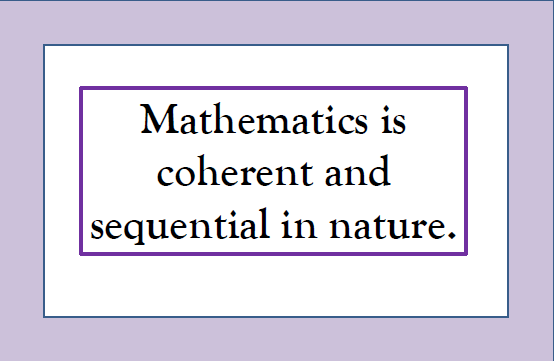 Mathematics is
coherent and
sequential in nature.